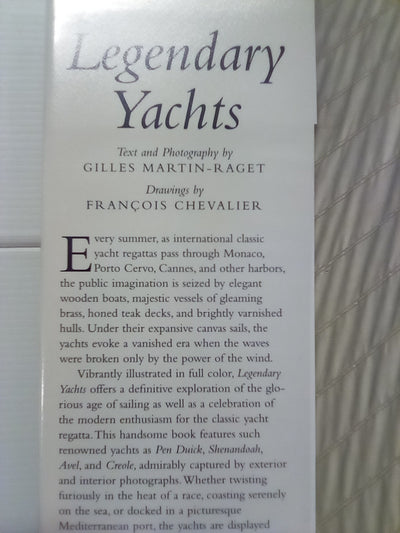 Legendary
Yachts
Text and Photography by
GILLES MARTIN-RAGET
Drawings by
FRANÇOIS CHEVALIER
Every summer, as international classic
yacht regattas pass through Monaco,
Porto Cervo, Cannes, and other harbors,
the public imagination is seized by elegant
wooden boats, majestic vessels of gleaming
brass, honed teak decks, and brightly varnished
hulls. Under their expansive canvas sails, the
yachts evoke a vanished era when the waves
were broken only by the power of the wind.
Vibrantly illustrated in full color, Legendary
Yachts offers a definitive exploration of the glo-
rious age of sailing as well as a celebration of
the modern enthusiasm for the classic yacht
regatta. This handsome book features such
renowned yachts as Pen Duick, Shenandoah,
Avel, and Creole, admirably captured by exterior
and interior photographs. Whether twisting
furiously in the heat of a race, coasting serenely
on the sea, or docked in a picturesque
Mediterranean port, the yachts are displayed